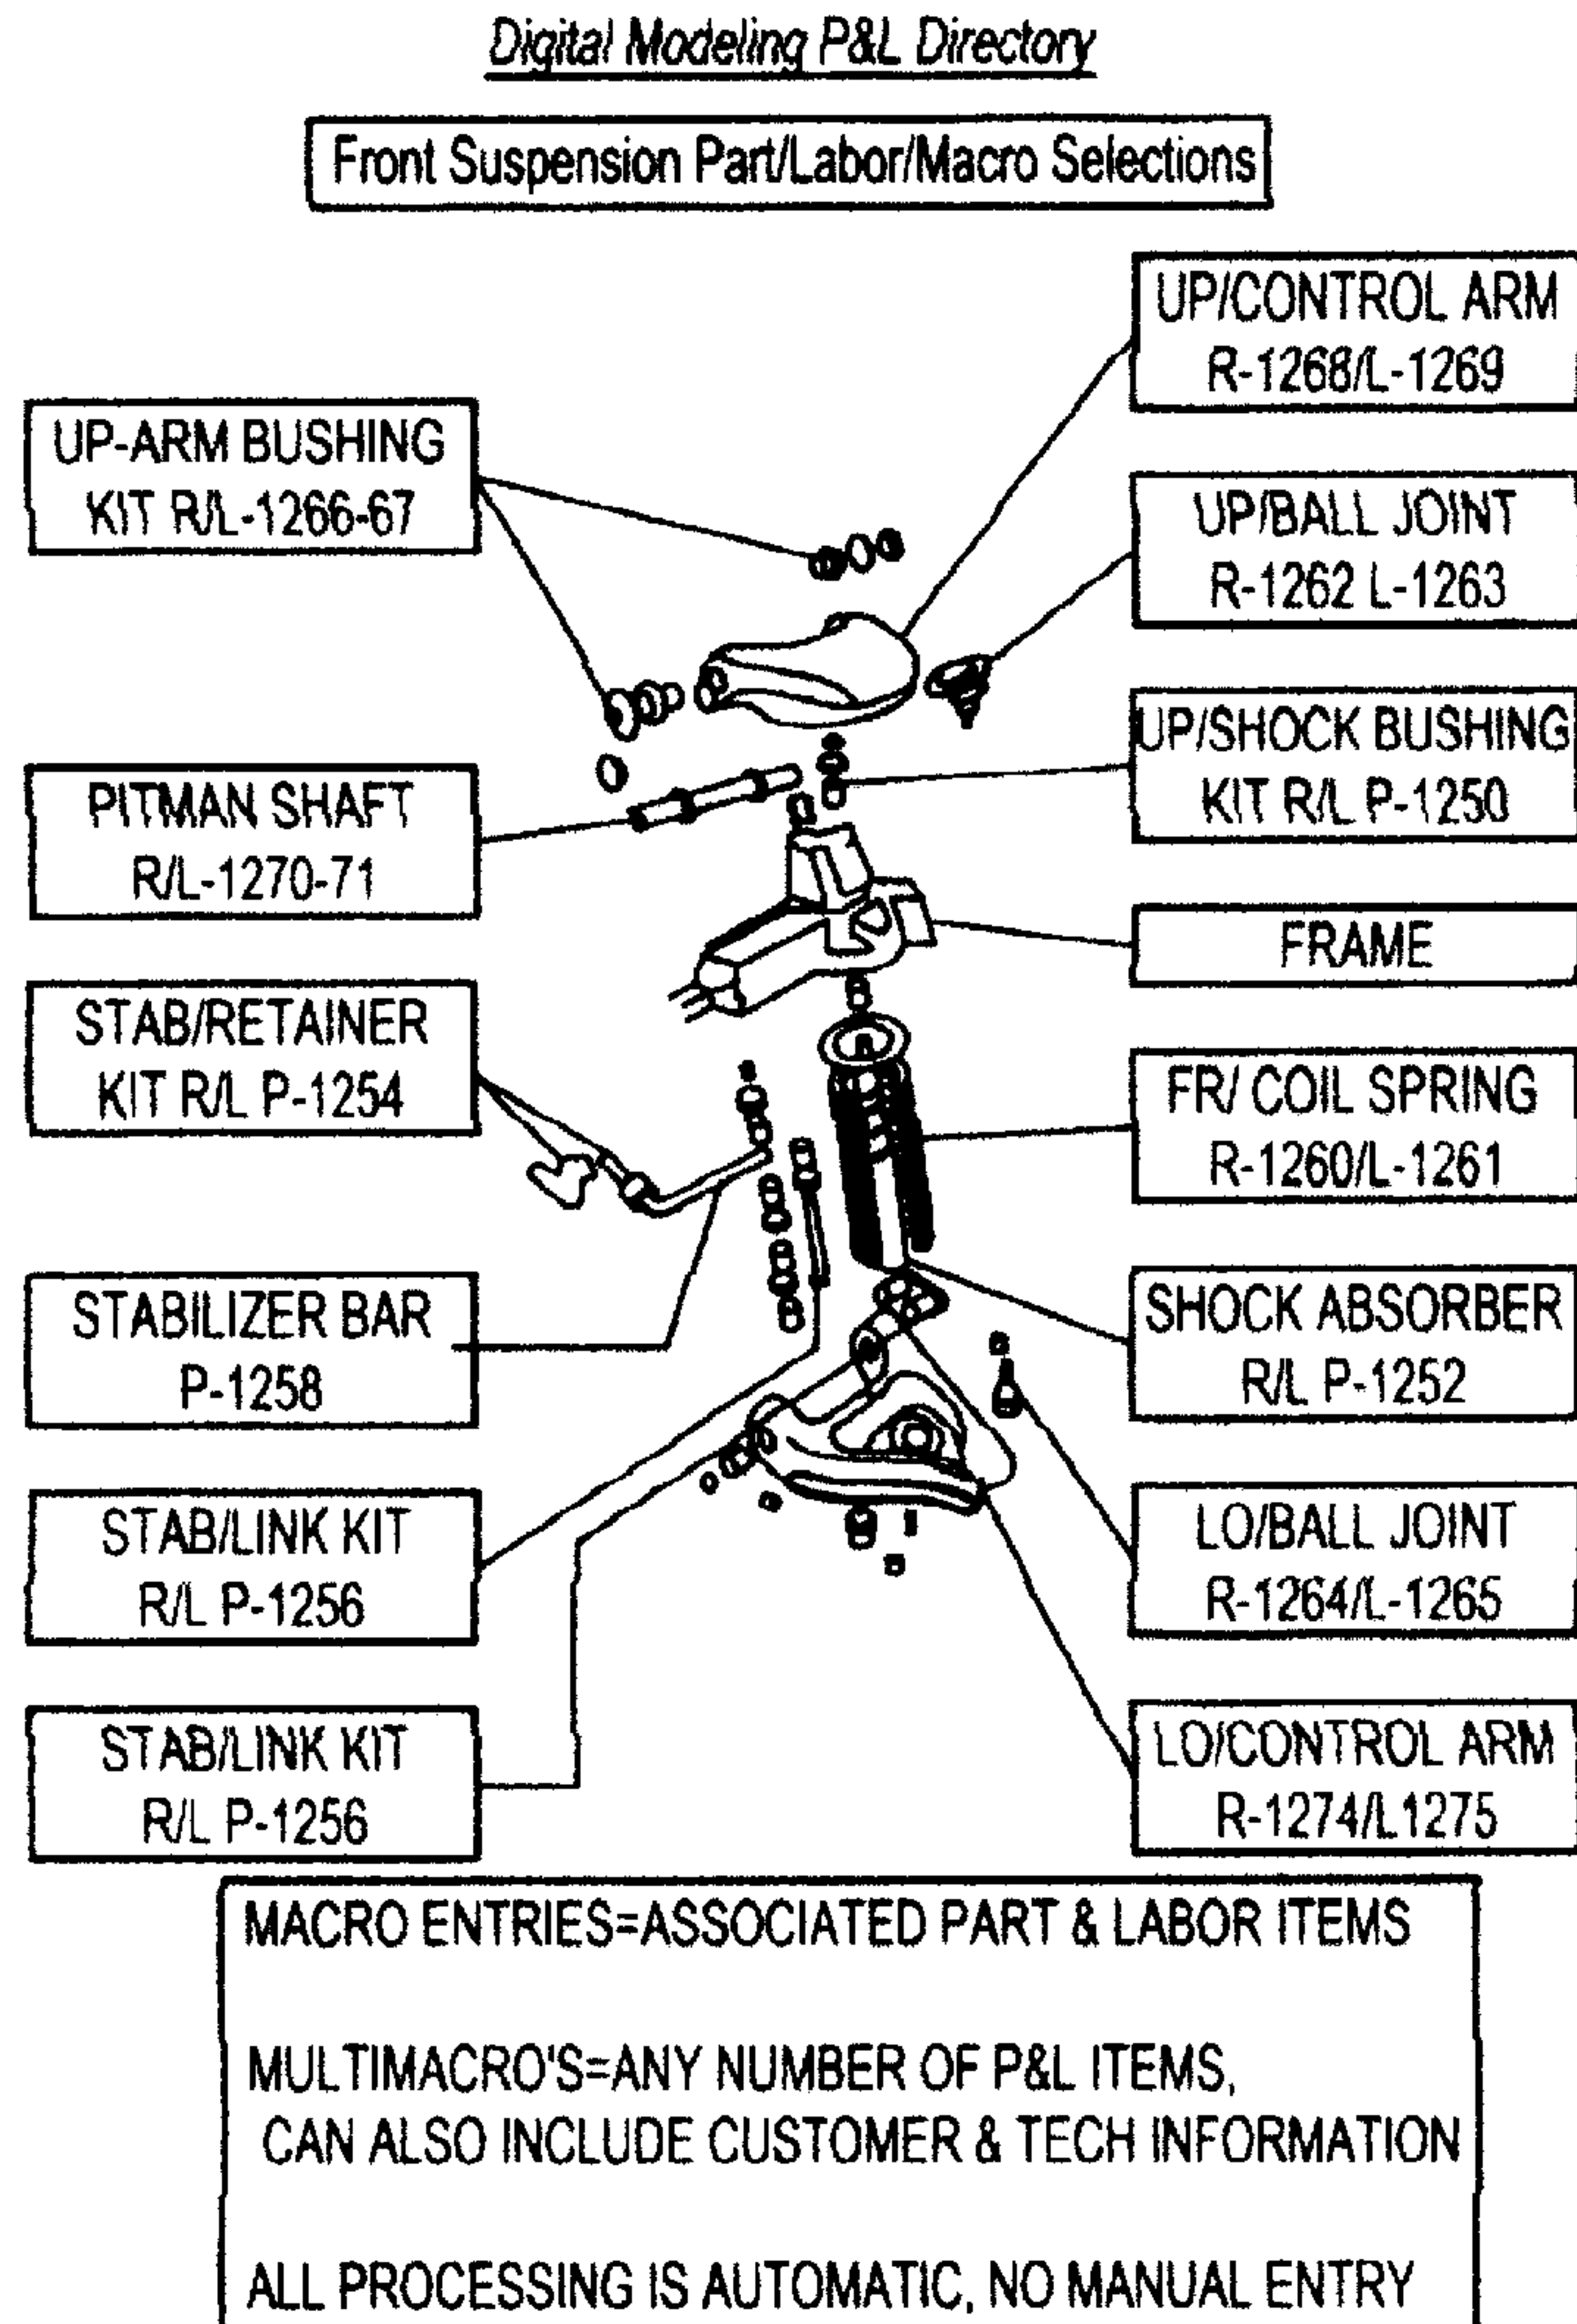 Digital Modeling P&L Directory
Front Suspension Part/Labor/Macro Selections
UP/CONTROL ARM
R-1268/L-1269
UP-ARM BUSHING
KIT R/L-1266-67
UP/BALL JOINT
R-1262 L-1263
UP/SHOCK BUSHING
KIT R/L P-1250
PITMAN SHAFT
R/L-1270-71
FRAME
STAB/RETAINER
KIT R/L P-1254
FR/ COIL SPRING
R-1260/L-1261
STABILIZER BAR
P-1258
SHOCK ABSORBER
R/L P-1252
STAB/LINK KIT
R/L P-1256
LO/BALL JOINT
R-1264/L-1265
STAB/LINK KIT
R/L P-1256
LO/CONTROL ARM
R-1274/L1275
MACRO ENTRIES=ASSOCIATED PART & LABOR ITEMS
MULTIMACRO'S=ANY NUMBER OF P&L ITEMS,
CAN ALSO INCLUDE CUSTOMER & TECH INFORMATION
ALL PROCESSING IS AUTOMATIC, NO MANUAL ENTRY